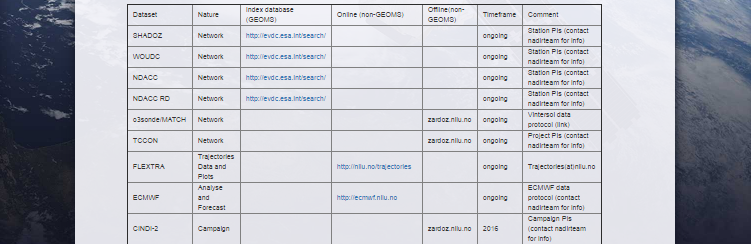 Dataset Nature Index database (GEOMS) Online (non-GEOMS) Offline(non-GEOMS) Timeframe Comment
SHADOZ Network http://evdc.esa.int/search/ ongoing Station PIs (contact
nadirteam for info)
WOUDC Network http://evdc.esa.int/search/ ongoing Station PIs (contact
nadirteam for info)
NDACC Network http://evdc.esa.int/search/ ongoing Station PIs (contact
nadirteam for info)
NDACC RD Network http://evdc.esa.int/search/ ongoing Station PIs (contact
nadirteam for info)
o3sonde/MATCH Network zardoz.nilu.no ongoing Vintersol data
protocol (link)
TCCON Network zardoz.nilu.no ongoing Project PIs (contact
nadirteam for info)
FLEXTRA Trajectories
Data and
Plots http://nilu.no/trajectories ongoing Trajectories(at)nilu.no
ECMWF Analyse
and
Forecast http://ecmwf.nilu.no ongoing ECMWF data
protocol (contact
nadirteam for info)
CINDI-2 Campaign zardoz.nilu.no 2016 Campaign PIs
(contact nadirteam
for info)